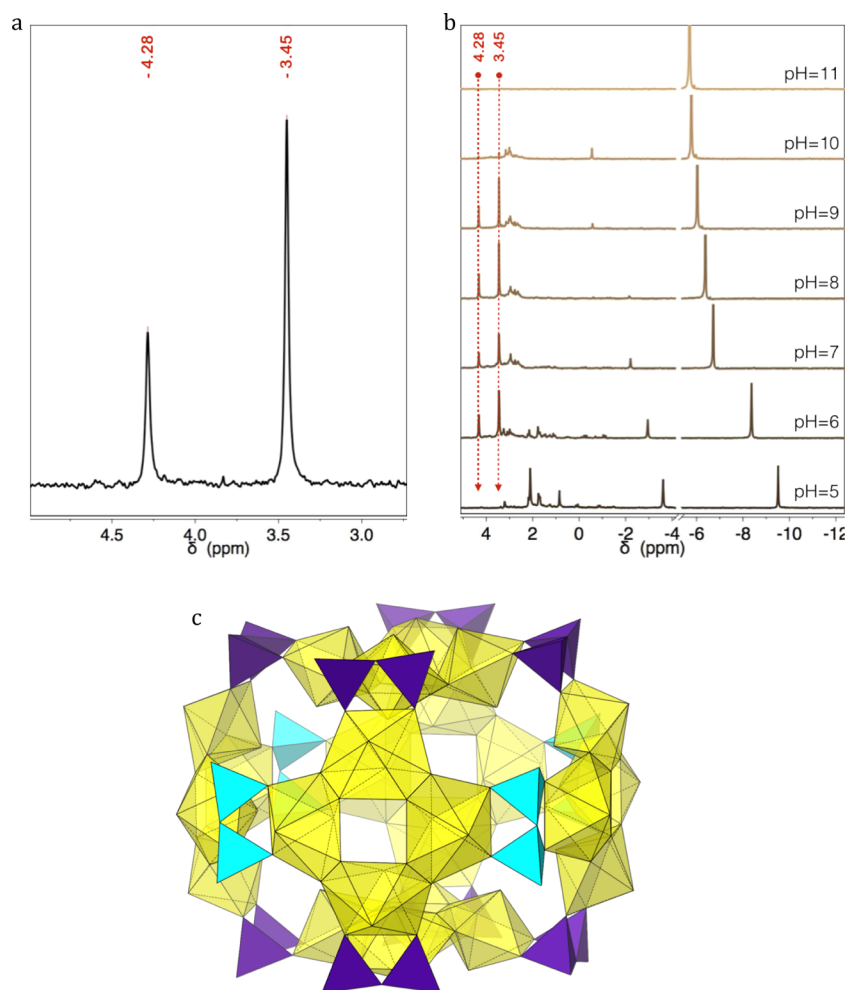 a
- 4.28
- 3.45
4.5
4.0
3.5
3.0
δ (ppm)
b
4.28
3.45
pH=11
pH=10
pH=9
pH=8
pH=7
pH=6
pH=5
4 2 0 -2 -4 -6 -8 -10 -12
δ (ppm)
δ (ppm)
c